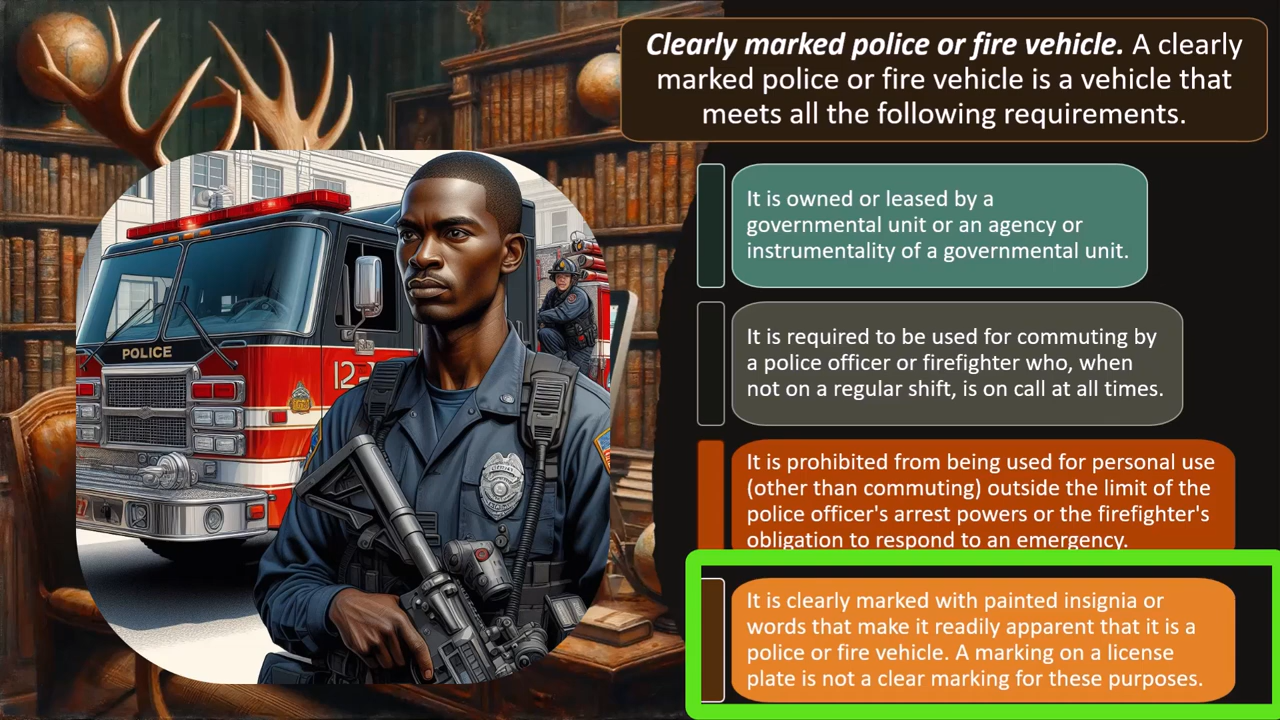 Clearly marked police or fire vehicle. A clearly
marked police or fire vehicle is a vehicle that
meets all the following requirements.
It is owned or leased by a
governmental unit or an agency or
instrumentality of a governmental unit.
It is required to be used for commuting by
a police officer or firefighter who, when
not on a regular shift, is on call at all times.
It is prohibited from being used for personal use
(other than commuting) outside the limit of the
police officer's arrest powers or the firefighter's
obligation to respond to an emergency.
It is clearly marked with painted insignia or
words that make it readily apparent that it is a
police or fire vehicle. A marking on a license
plate is not a clear marking for these purposes.
POLICE